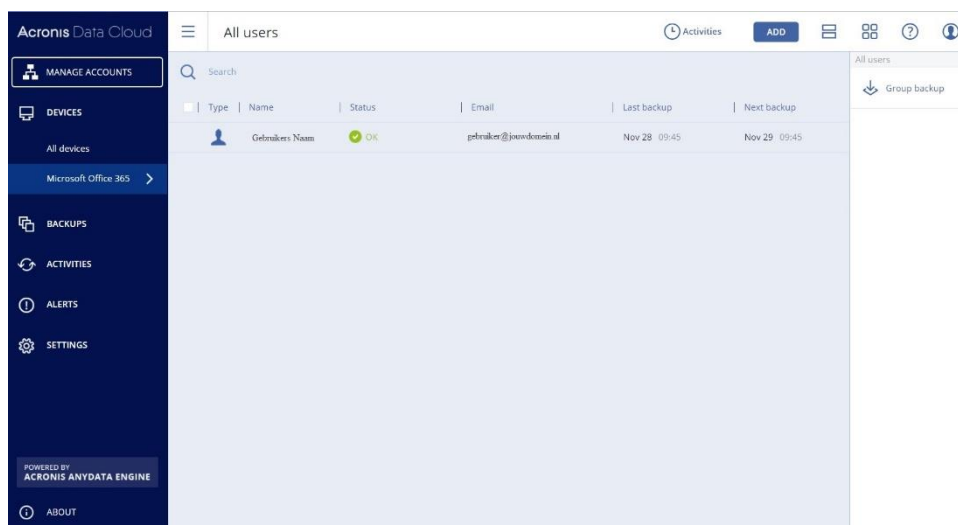 Acronis Data Cloud
All users
Activities
ADD
MANAGE ACCOUNTS
DEVICES
All devices
Microsoft Office 365
BACKUPS
ACTIVITIES
ALERTS
SETTINGS
POWERED BY
ACRONIS ANYDATA ENGINE
ABOUT
Search
Type Name Status Email Last backup Next backup
Gebruikers Naam OK gebruiker@jouwdomein.nl Nov 28 09:45 Nov 29 09:45
All users
Group backup